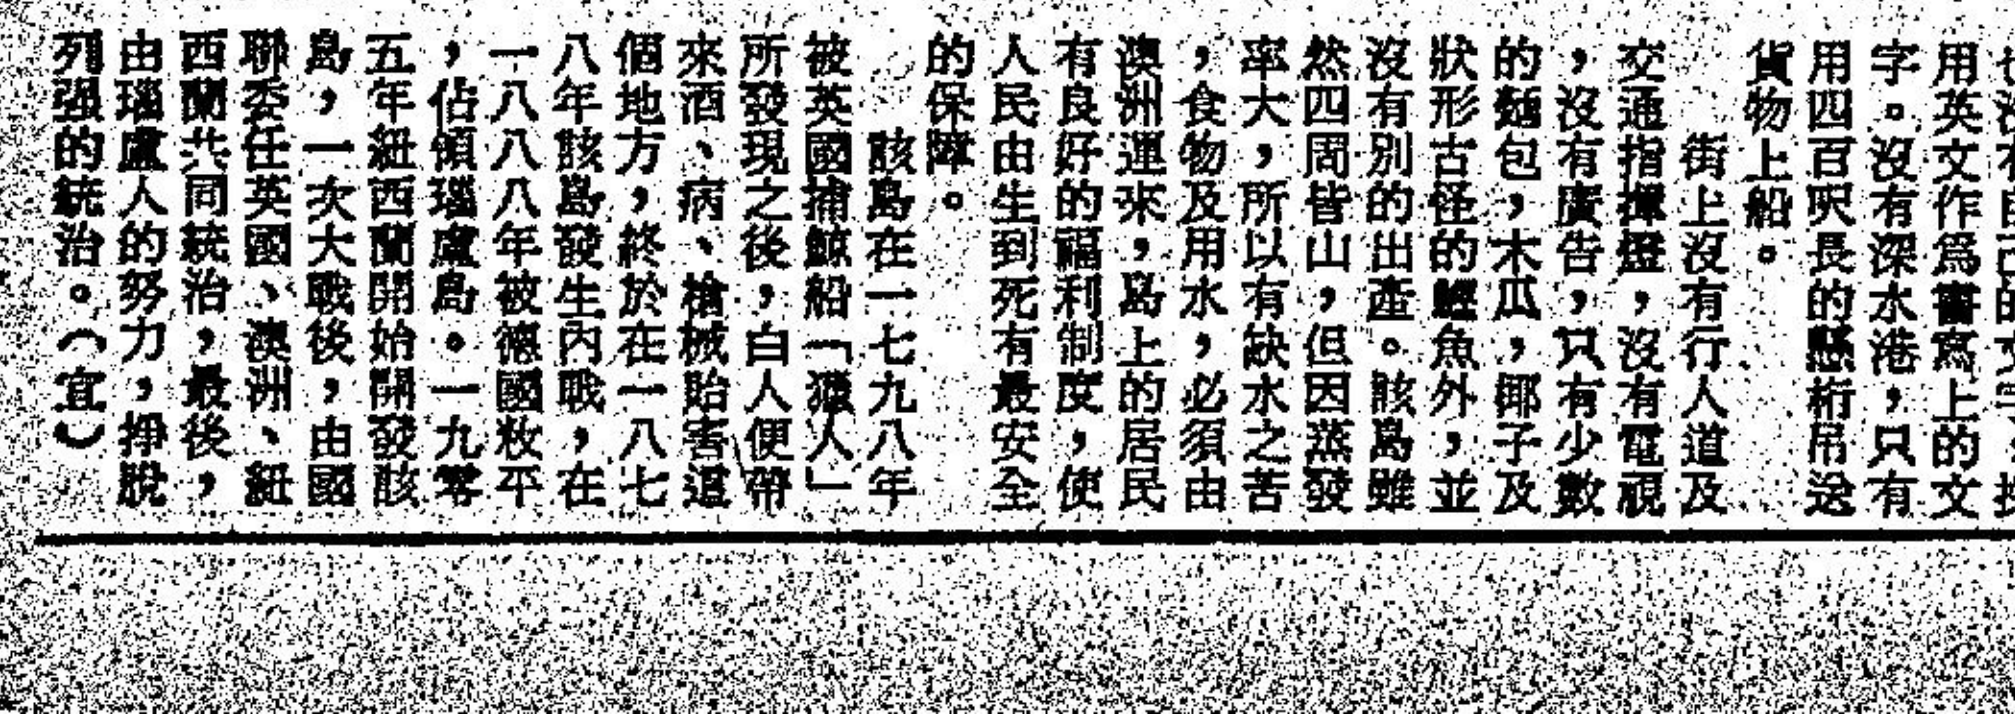 用英文作爲書寫上的文
字。沒有深水港，只有
用四百呎長的懸桁吊送
貨物上船。
街上沒有行人道及
交通指揮燈，沒有電視
，沒有廣告，只有少數
的麵包，木瓜，椰子及
狀形古怪的鰹魚外，並
沒有別的出產。該島雖
然四周皆山，但因蒸發
率大，所以有缺水之苦
，食物及用水，必須由
澳洲運來，島上的居民
有良好的福利制度，使
人民由生到死有最安全
的保障。
該島在一七九八年
被英國捕鯨船「獵人」
所發現之後，白人便帶
來酒、病、槍械貽害這
個地方，終於在一八七
八年該島發生內戰，在
一八八八年被德國敉平
，佔領瑙盧島。一九零
五年紐西蘭開始開發該
島，一次大戰後，由國
聯委任英國、澳洲、紐
西蘭共同統治，最後，
由瑙盧人的努力，掙脫
列强的統治。（宜）